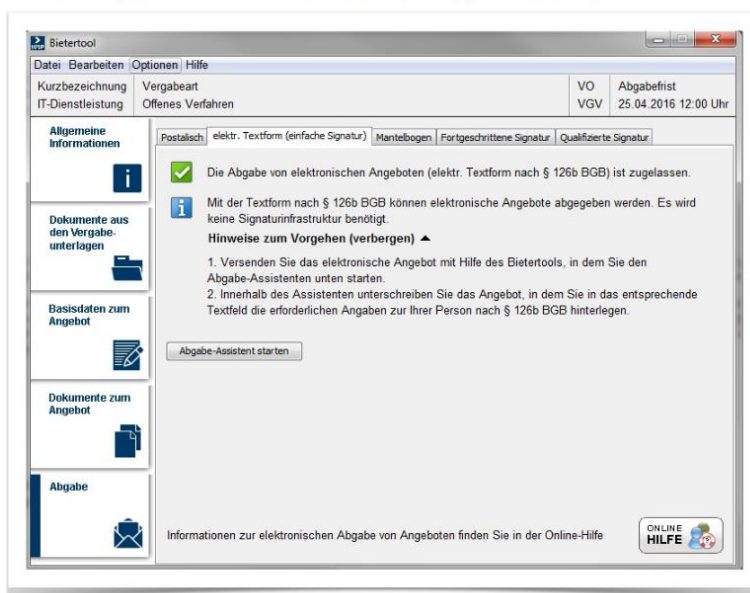 Bietertool
Datei Bearbeiten Optionen Hilfe
Kurzbezeichnung Vergabeart VO Abgabefrist
IT-Dienstleistung Offenes Verfahren VGV 25.04.2016 12:00 Uhr
Allgemeine
Informationen
Dokumente aus
den Vergabe-
unterlagen
Basisdaten zum
Angebot
Dokumente zum
Angebot
Abgabe
Postalisch elektr. Textform (einfache Signatur) Mantelbogen Fortgeschrittene Signatur Qualifizierte Signatur
Die Abgabe von elektronischen Angeboten (elektr. Textform nach § 126b BGB) ist zugelassen.
Mit der Textform nach § 126b BGB können elektronische Angebote abgegeben werden. Es wird
keine Signaturinfrastruktur benötigt.
Hinweise zum Vorgehen (verbergen)
1. Versenden Sie das elektronische Angebot mit Hilfe des Bietertools, in dem Sie den
Abgabe-Assistenten unten starten.
2. Innerhalb des Assistenten unterschreiben Sie das Angebot, in dem Sie in das entsprechende
Textfeld die erforderlichen Angaben zur Ihrer Person nach § 126b BGB hinterlegen.
Abgabe-Assistent starten
Informationen zur elektronischen Abgabe von Angeboten finden Sie in der Online-Hilfe
ONLINE
HILFE